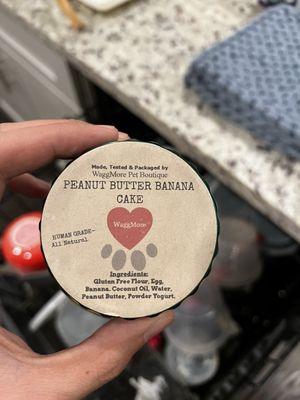 Made, Tested & Packaged by
WaggMore Pet Boutique
PEANUT BUTTER BANANA
CAKE
WaggMore
HUMAN GRADE-
All Natural
Ingredients:
Gluten Free Flour, Egg,
Banana. Coconut Oil, Water,
Peanut Butter, Powder Yogurt.